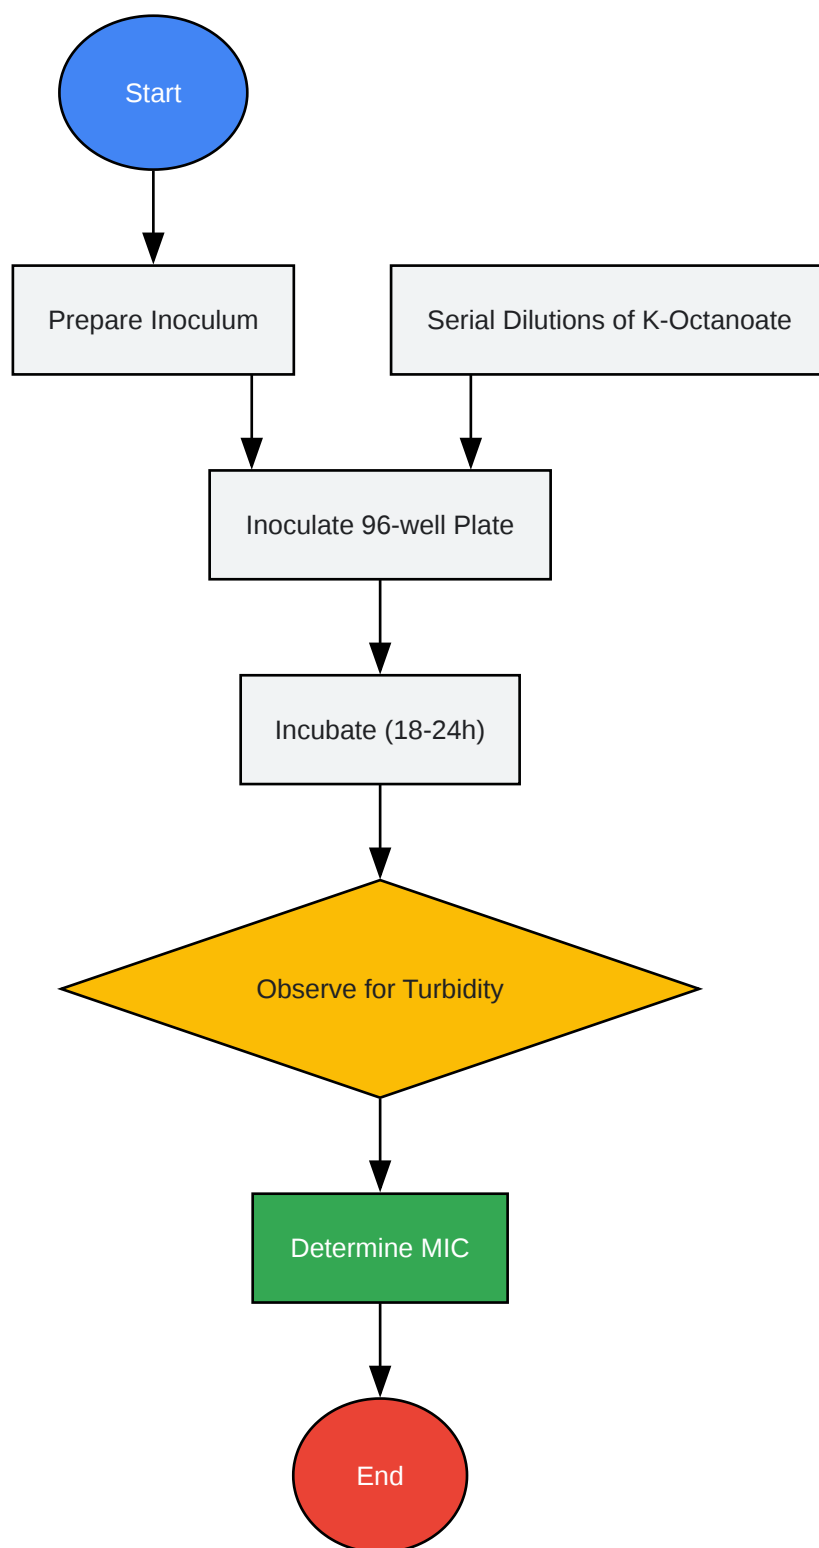 Start
Prepare Inoculum
Serial Dilutions of K-Octanoate
Inoculate 96-well Plate
Incubate (18-24h)
Observe for Turbidity
Determine MIC
End